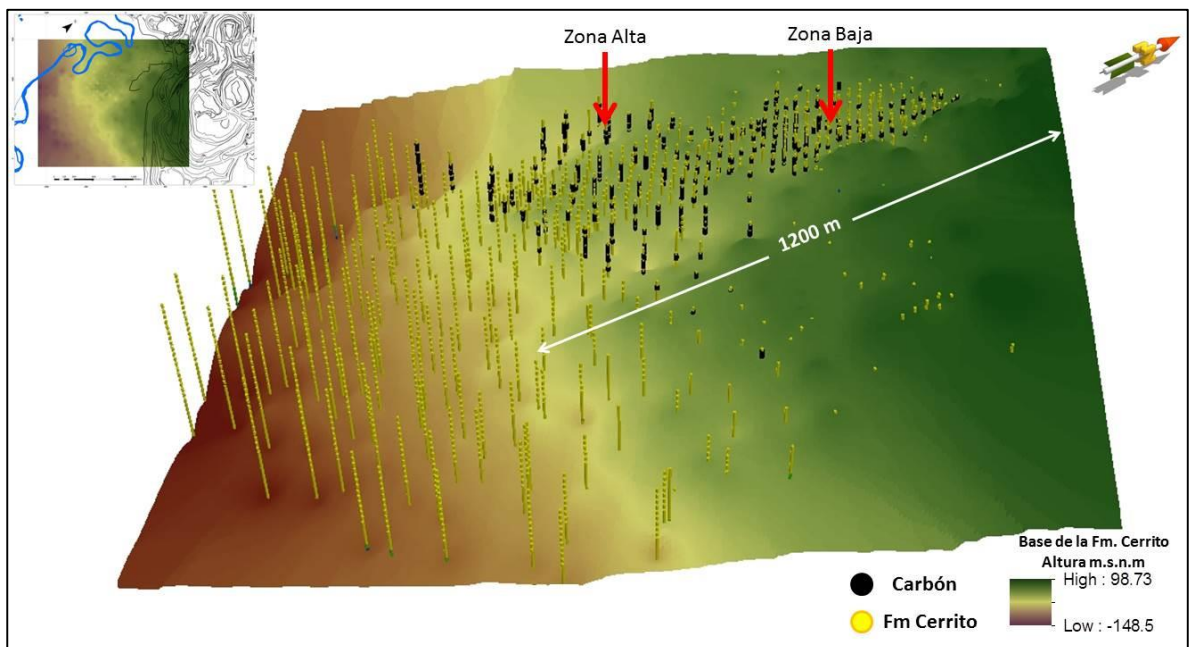 Zona Alta
Zona Baja
1200 m
Base de la Fm. Cerrito
Altura m.s.n.m
High : 98.73
Low : -148.5
Carbón
Fm Cerrito